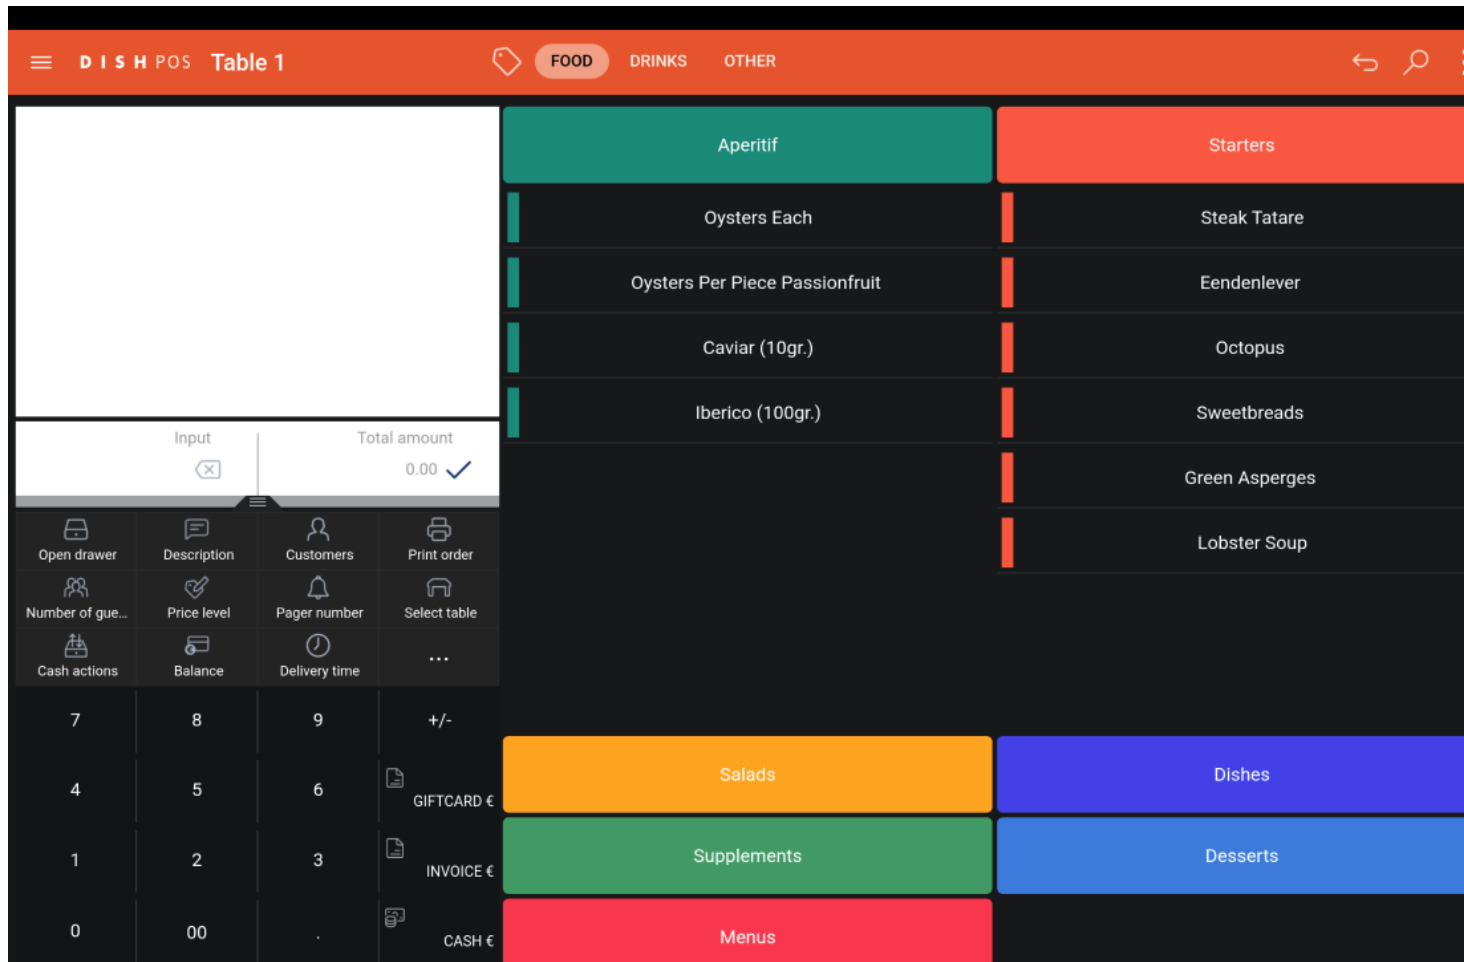 DISH POS Table 1
FOOD DRINKS OTHER
Aperitif
Starters
Oysters Each
Steak Tatare
Oysters Per Piece Passionfruit
Eendenlever
Caviar (10gr.)
Octopus
Iberico (100gr.)
Sweetbreads
Green Asperges
Lobster Soup
Input
Total amount
0.00
Open drawer
Description
Customers
Print order
Number of gue...
Price level
Pager number
Select table
Cash actions
Balance
Delivery time
...
7 8 9 +/-
4 5 6 GIFTCARD €
1 2 3 INVOICE €
0 00 . CASH €
Salads
Dishes
Supplements
Desserts
Menus